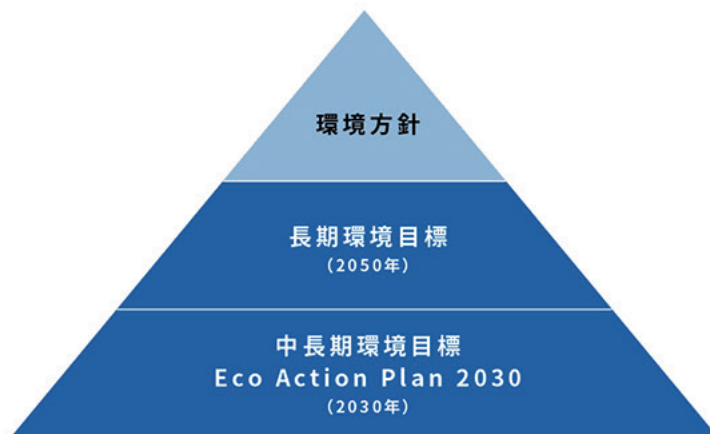 環境方針
長期環境目標
（2050年）
中長期環境目標
Eco Action Plan 2030
（2030年）